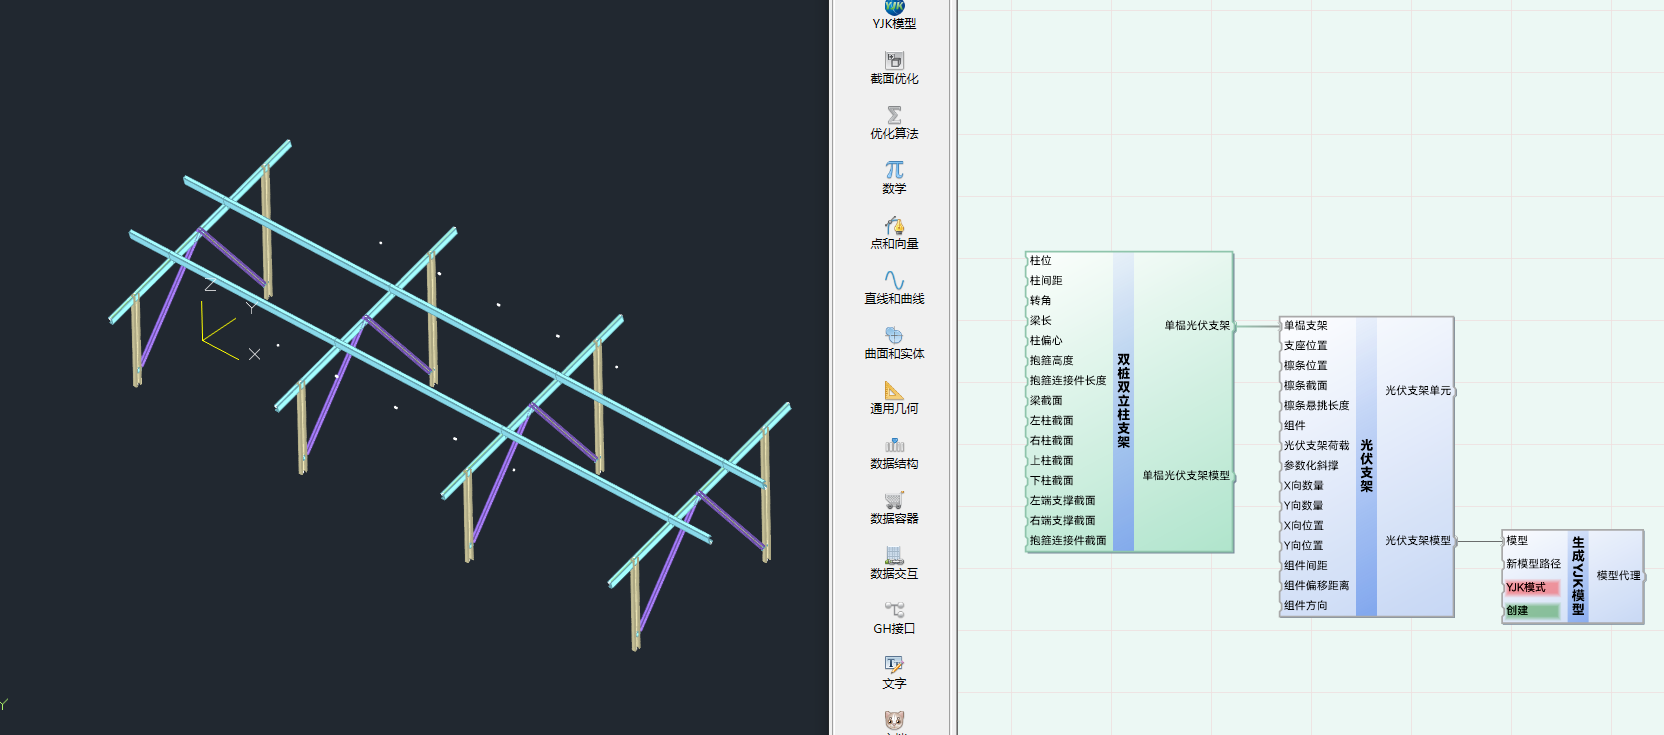 Z
Y
X
Y
YJK
YJK模型
截面优化
Σ
优化算法
π
数学
点和向量
直线和曲线
曲面和实体
通用几何
数据结构
数据容器
数据交互
GH接口
T
文字
柱位
柱间距
转角
梁长
柱偏心
抱箍高度
抱箍连接件长度
梁截面
左柱截面
右柱截面
上柱截面
下柱截面
左端支撑截面
右端支撑截面
抱箍连接件截面
双桩双立柱支架
单榀光伏支架
单榀光伏支架模型
单榀支架
支座位置
檩条位置
檩条截面
檩条悬挑长度
组件
光伏支架荷载
参数化斜撑
X向数量
Y向数量
X向位置
Y向位置
组件间距
组件偏移距离
组件方向
光伏支架
光伏支架单元
光伏支架模型
模型
新模型路径
YJK模式
创建
生成YJK模型
模型代理